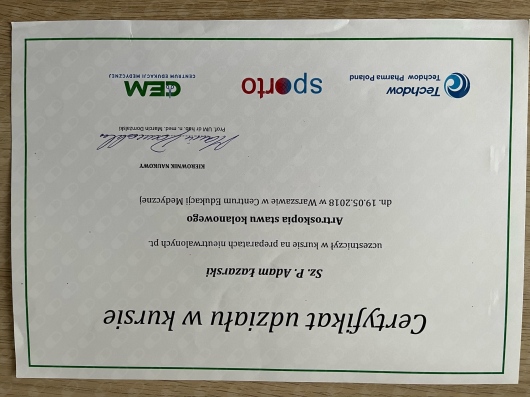 Certyfikat udziału w kursie
Sz. P. Adam Łazarski
uczestniczył w kursie na preparatach nieutrwalonych pt.
Artroskopia stawu kolanowego
dn. 19.05.2018 w Warszawie w Centrum Edukacji Medycznej
KIEROWNIK NAUKOWY
Prof. UM dr hab. n. med. Marcin Domżalski
Techdow
Techdow Pharma Poland
sporto
CEM
CENTRUM EDUKACJI MEDYCZNEJ